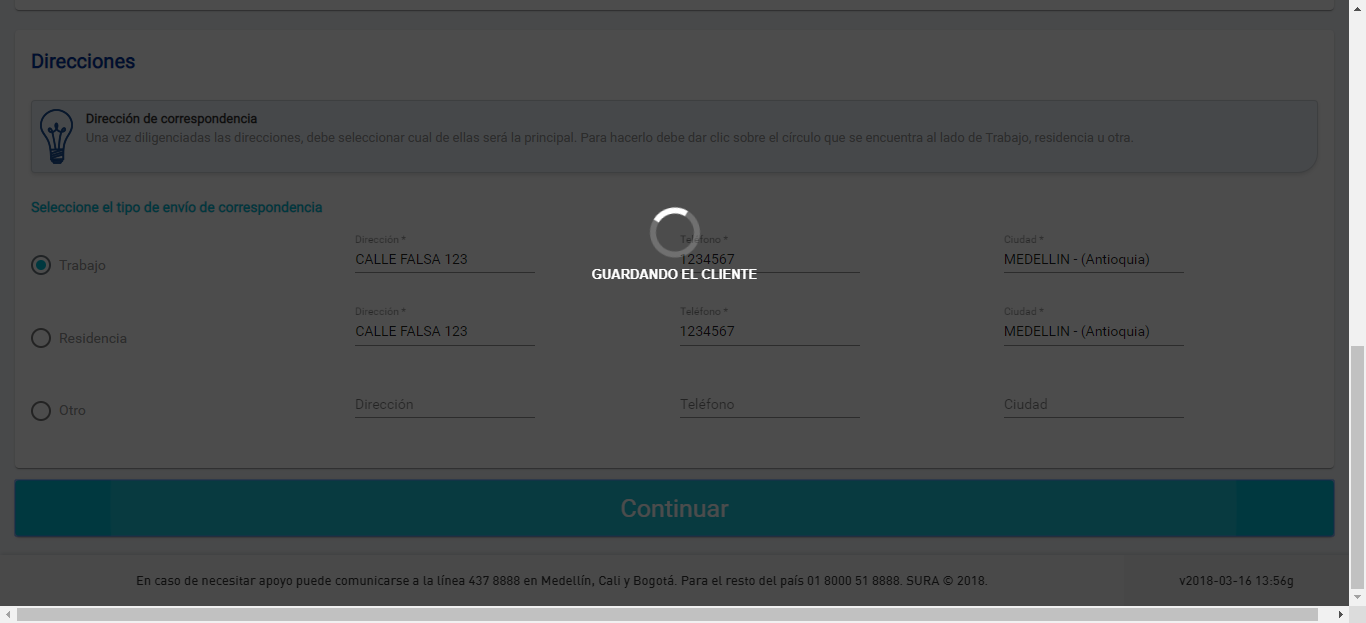 Direcciones
Dirección de correspondencia
Una vez diligenciadas las direcciones, debe seleccionar cual de ellas será la principal. Para hacerlo debe dar clic sobre el círculo que se encuentra al lado de Trabajo, residencia u otra.
Seleccione el tipo de envío de correspondencia
Dirección * Teléfono * Ciudad *
Trabajo CALLE FALSA 123 1234567 MEDELLIN - (Antioquia)
GUARDANDO EL CLIENTE
Dirección * Teléfono * Ciudad *
Residencia CALLE FALSA 123 1234567 MEDELLIN - (Antioquia)
Otro Dirección Teléfono Ciudad
Continuar
En caso de necesitar apoyo puede comunicarse a la línea 437 8888 en Medellín, Cali y Bogotá. Para el resto del país 01 8000 51 8888. SURA © 2018. v2018-03-16 13:56g